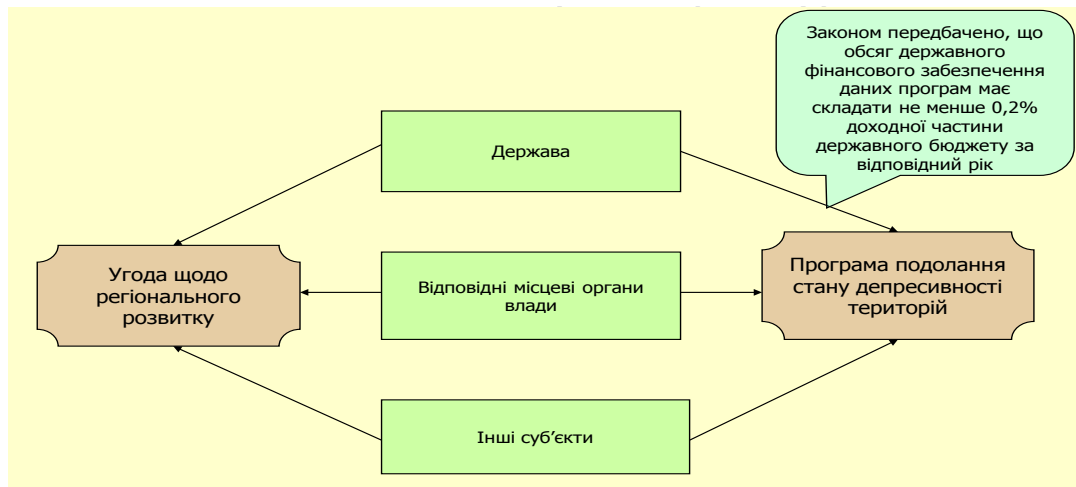 Законом передбачено, що
обсяг державного
фінансового забезпечення
даних програм має
складати не менше 0,2%
доходної частини
державного бюджету за
відповідний рік
Держава
Угода щодо
регіонального
розвитку
Відповідні місцеві органи
влади
Програма подолання
стану депресивності
територій
Інші суб’єкти